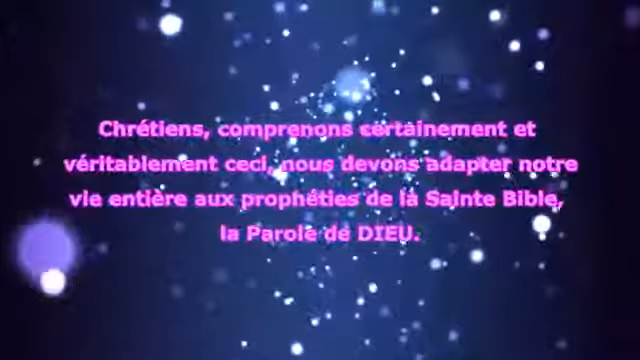 Chrétiens, comprenons certainement et
véritablement ceci, nous devons adapter notre
vie entière aux prophéties de la Sainte Bible,
la Parole de DIEU.